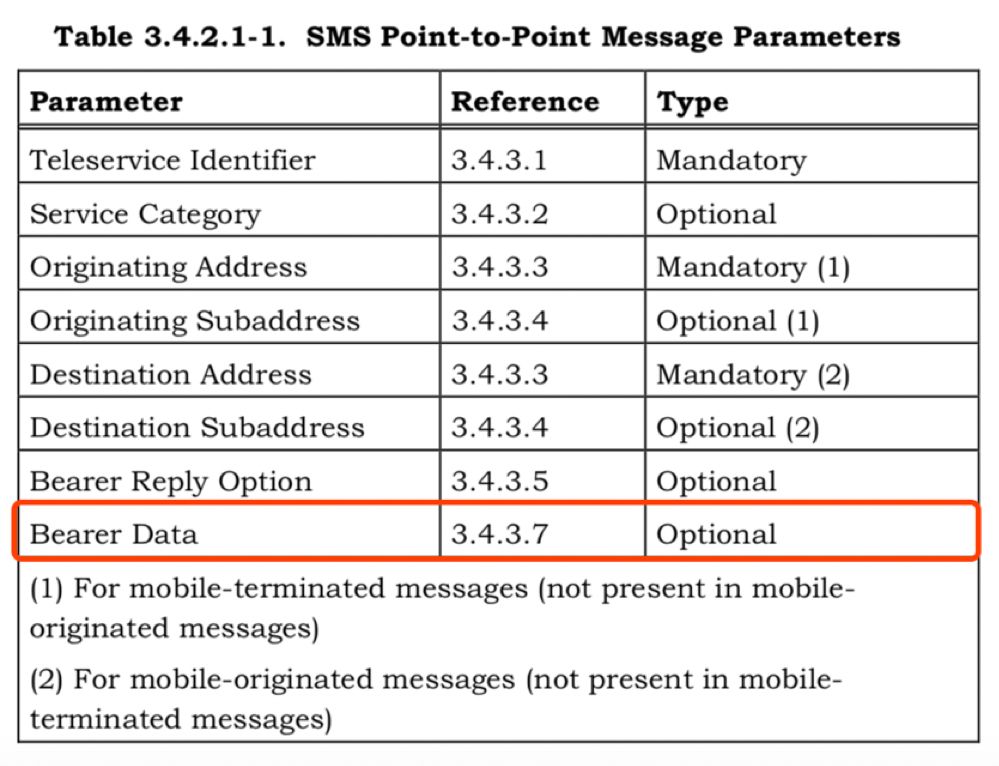 Table 3.4.2.1-1. SMS Point-to-Point Message Parameters
Parameter Reference Type
Teleservice Identifier 3.4.3.1 Mandatory
Service Category 3.4.3.2 Optional
Originating Address 3.4.3.3 Mandatory (1)
Originating Subaddress 3.4.3.4 Optional (1)
Destination Address 3.4.3.3 Mandatory (2)
Destination Subaddress 3.4.3.4 Optional (2)
Bearer Reply Option 3.4.3.5 Optional
Bearer Data 3.4.3.7 Optional
(1) For mobile-terminated messages (not present in mobile-
originated messages)
(2) For mobile-originated messages (not present in mobile-
terminated messages)